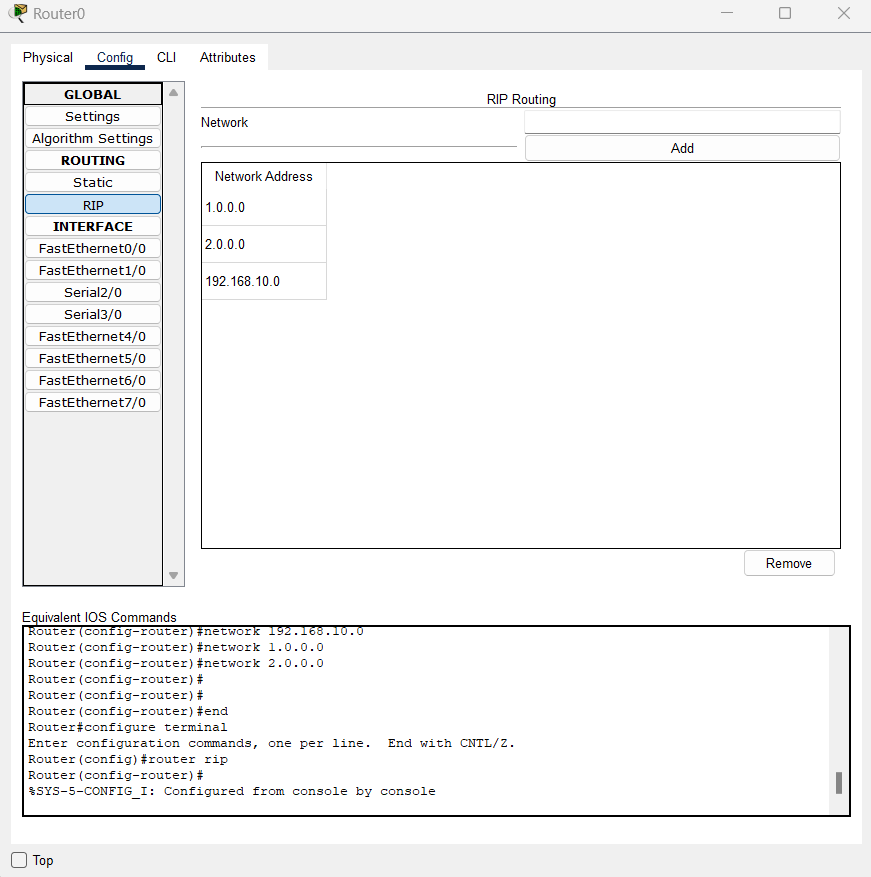 Router0
Physical Config CLI Attributes
GLOBAL
Settings
Algorithm Settings
ROUTING
Static
RIP
INTERFACE
FastEthernet0/0
FastEthernet1/0
Serial2/0
Serial3/0
FastEthernet4/0
FastEthernet5/0
FastEthernet6/0
FastEthernet7/0
RIP Routing
Network
Add
Network Address
1.0.0.0
2.0.0.0
192.168.10.0
Remove
Equivalent IOS Commands
Router(config-router)#network 192.168.10.0
Router(config-router)#network 1.0.0.0
Router(config-router)#network 2.0.0.0
Router(config-router)#
Router(config-router)#
Router(config-router)#end
Router#configure terminal
Enter configuration commands, one per line.  End with CNTL/Z.
Router(config)#router rip
Router(config-router)#
%SYS-5-CONFIG_I: Configured from console by console
Top